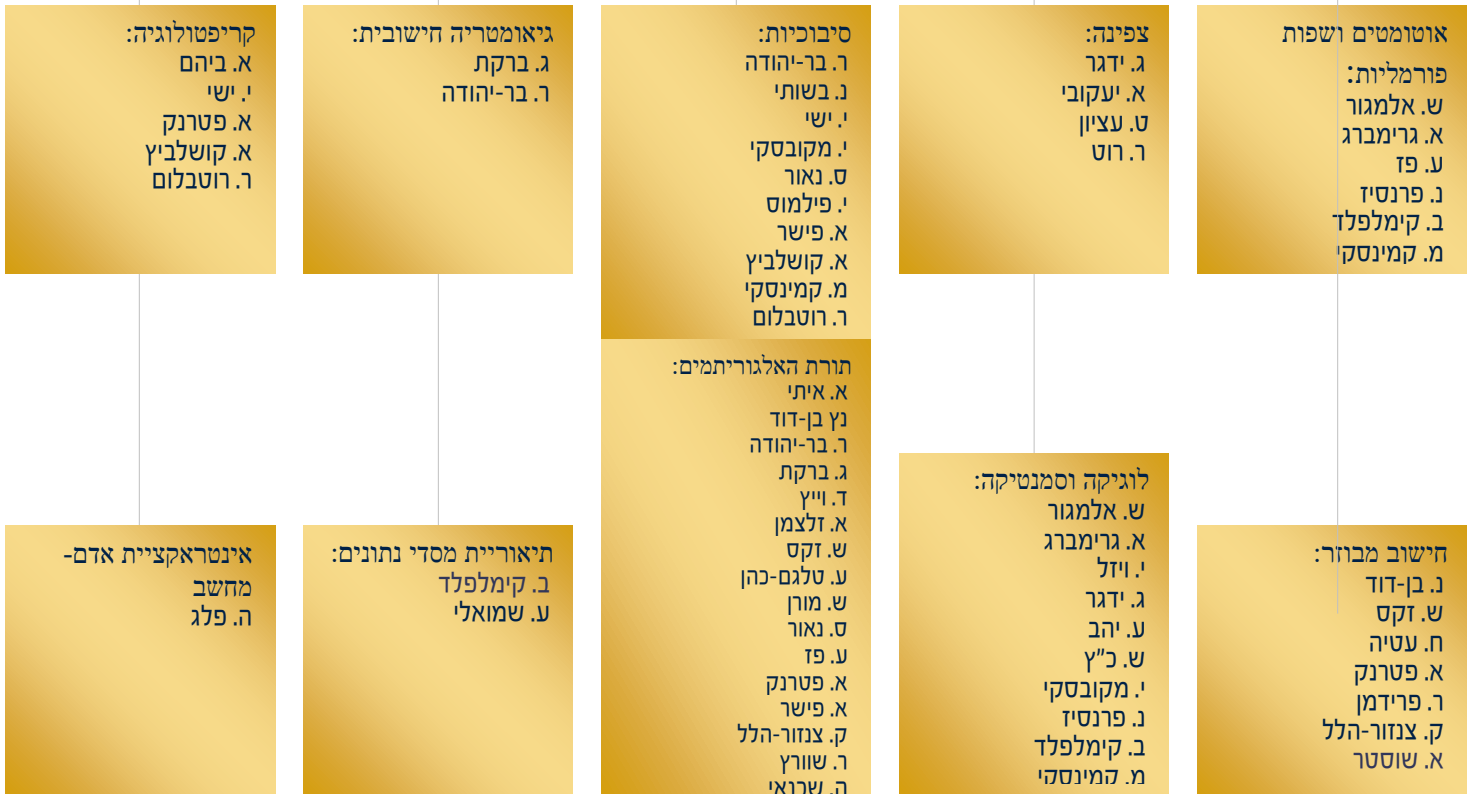 אוטומטים ושפות
פורמליות:
ש. אלמגור
א. גרימברג
ע. פז
נ. פרנסיז
ב. קימלפלד
מ. קמינסקי
צפינה:
ג. ידגר
א. יעקובי
ט. עציון
ר. רוט
סיבוכיות:
ר. בר-יהודה
נ. בשותי
י. ישי
י. מקובסקי
ס. נאור
י. פילמוס
א. פישר
א. קושלביץ
מ. קמינסקי
ר. רוטבלום
גיאומטריה חישובית:
ג. ברקת
ר. בר-יהודה
קריפטולוגיה:
א. ביהם
י. ישי
א. פטרנק
א. קושלביץ
ר. רוטבלום
חישוב מבוזר:
נ. בן-דוד
ש. זקס
ח. עטיה
א. פטרנק
ר. פרידמן
ק. צנזור-הלל
א. שוסטר
לוגיקה וסמנטיקה:
ש. אלמגור
א. גרימברג
י. ויזל
ג. ידגר
ע. יהב
ש. כ"ץ
י. מקובסקי
נ. פרנסיז
ב. קימלפלד
מ. קמינסקי
תורת האלגוריתמים:
א. איתי
נץ בן-דוד
ר. בר-יהודה
ג. ברקת
ד. וייץ
א. זלצמן
ש. זקס
ע. טלגם-כהן
ש. מורן
ס. נאור
ע. פז
א. פטרנק
א. פישר
ק. צנזור-הלל
ר. שוורץ
ה. שכנאי
תיאוריית מסדי נתונים:
ב. קימלפלד
ע. שמואלי
אינטראקציית אדם-
מחשב
ה. פלג